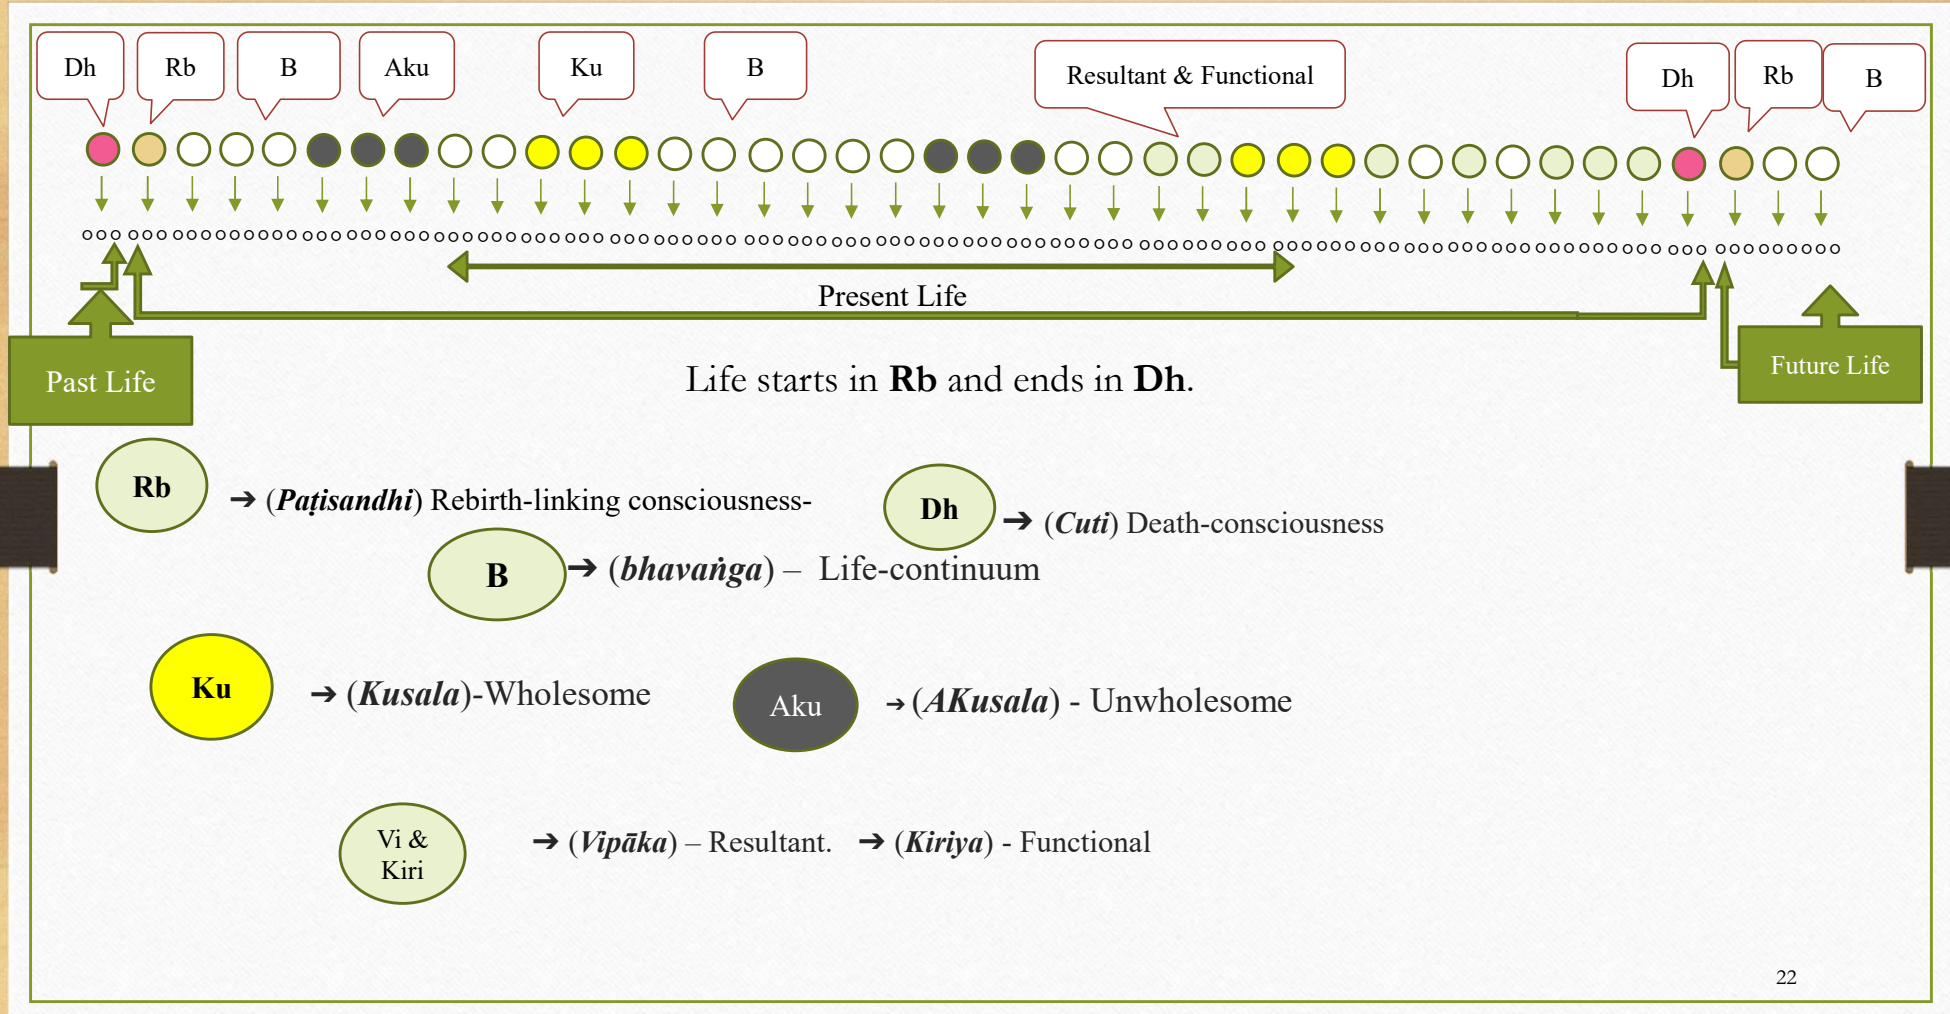 Dh
Rb
B
Aku
Ku
B
Resultant & Functional
Dh
Rb
B
Present Life
Past Life
Future Life
Life starts in Rb and ends in Dh.
Rb
➔ (Paṭisandhi) Rebirth-linking consciousness-
Dh
➔ (Cuti) Death-consciousness
B
➔ (bhavaṅga) – Life-continuum
Ku
➔ (Kusala)-Wholesome
Aku
➔ (AKusala) - Unwholesome
Vi &
Kiri
➔ (Vipāka) – Resultant. ➔ (Kiriya) - Functional
22